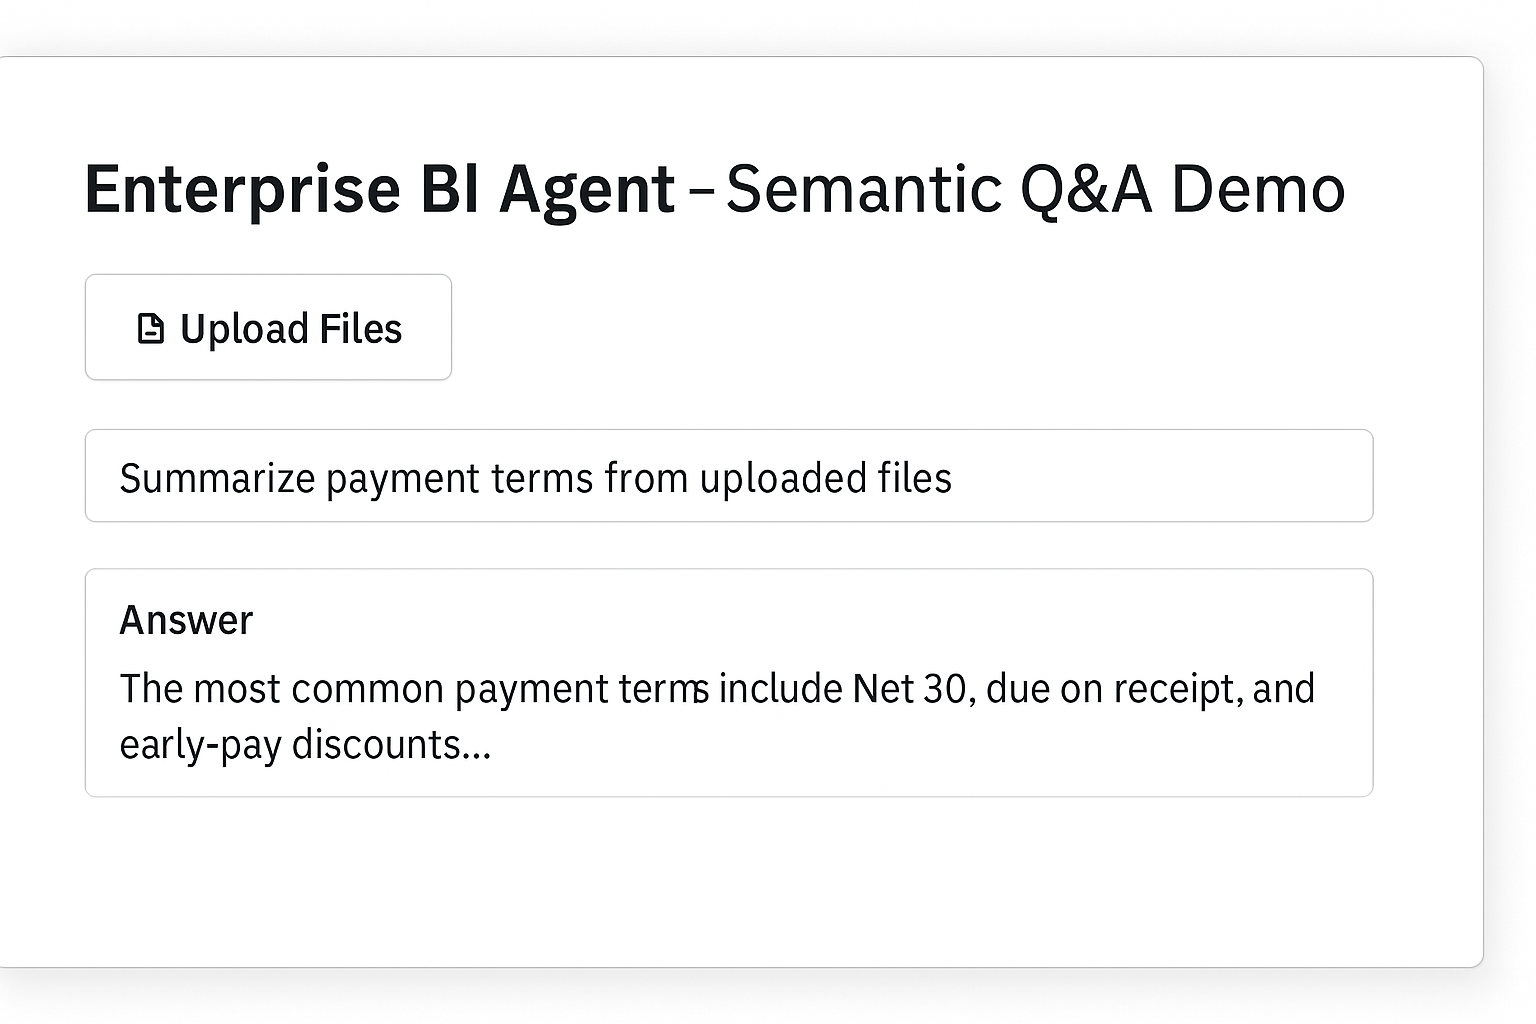 Enterprise BI Agent – Semantic Q&A Demo
Upload Files
Summarize payment terms from uploaded files
Answer
The most common payment terms include Net 30, due on receipt, and
early-pay discounts...